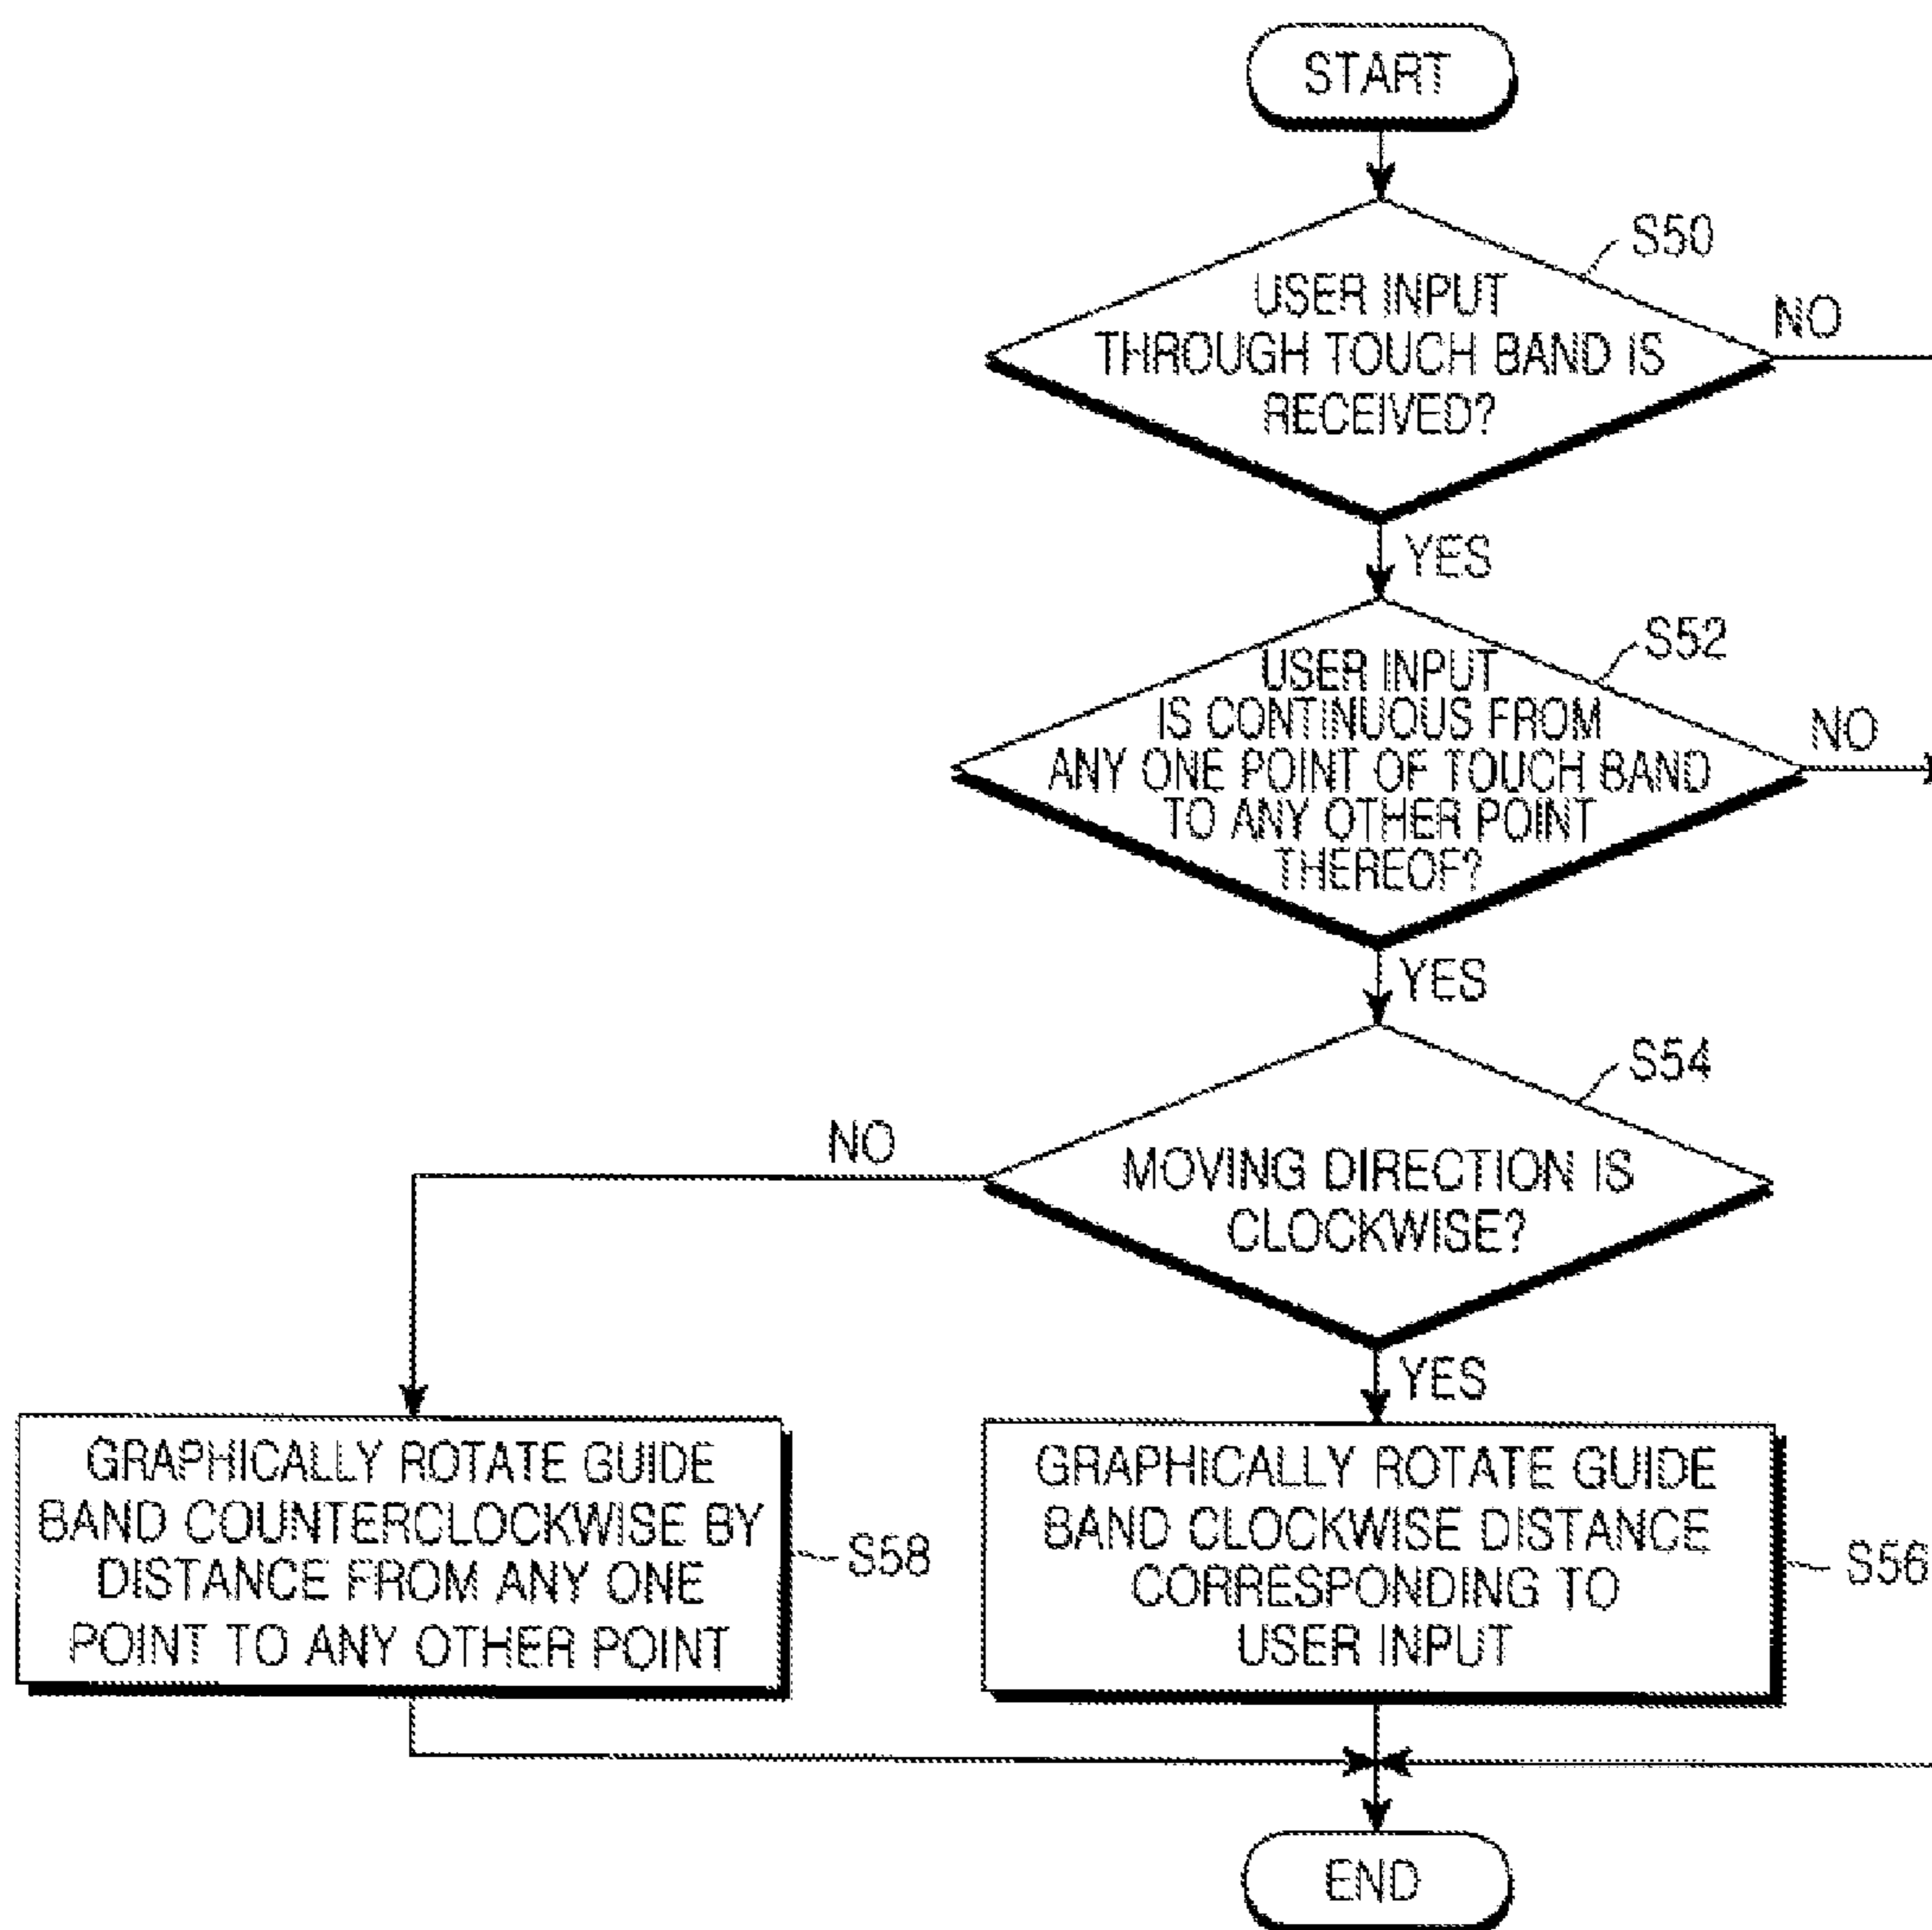 START
S50
USER INPUT
THROUGH TOUCH BAND IS
RECEIVED?
NO
YES
S52
USER INPUT
IS CONTINUOUS FROM
ANY ONE POINT OF TOUCH BAND
TO ANY OTHER POINT
THEREOF?
NO
YES
S54
MOVING DIRECTION IS
CLOCKWISE?
NO
YES
GRAPHICALLY ROTATE GUIDE
BAND COUNTERCLOCKWISE BY
DISTANCE FROM ANY ONE
POINT TO ANY OTHER POINT
S58
GRAPHICALLY ROTATE GUIDE
BAND CLOCKWISE DISTANCE
CORRESPONDING TO
USER INPUT
S56
END